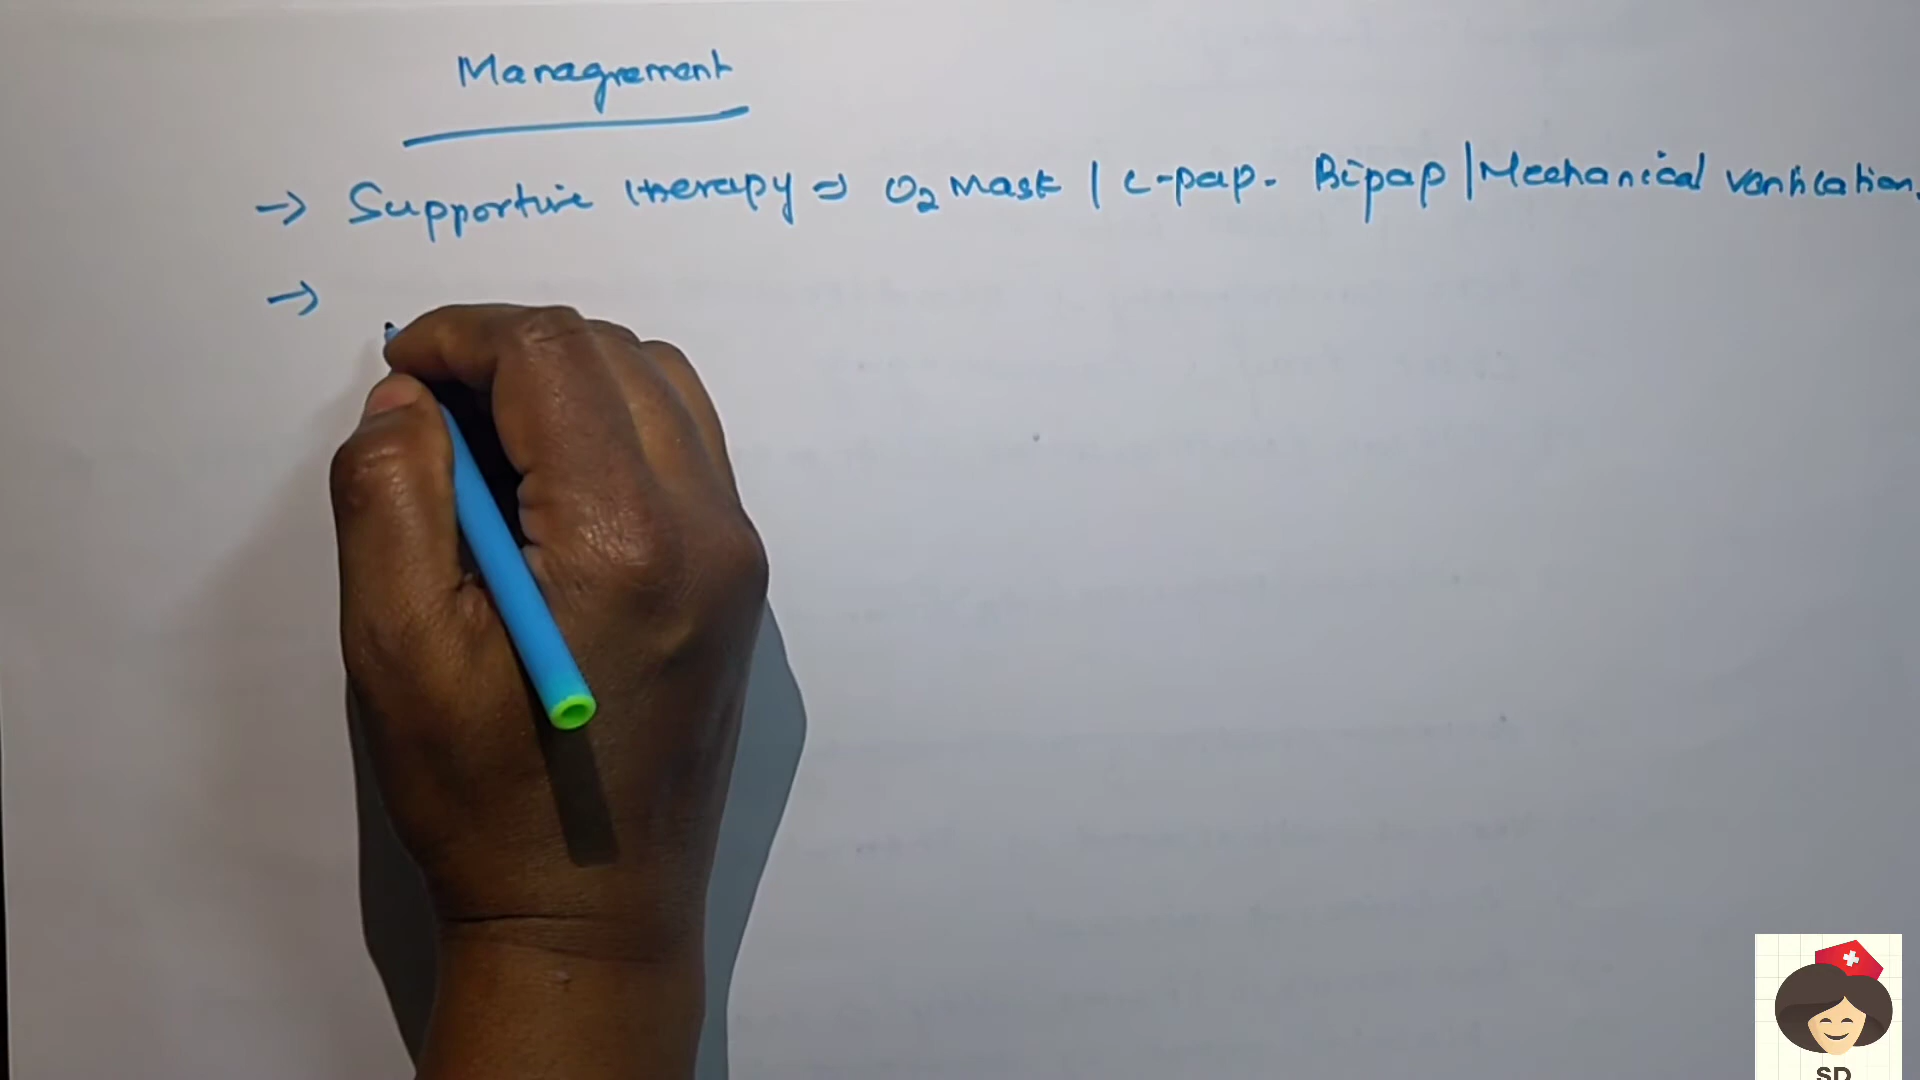 Management
→ Supportive therapy ⇒ O2 Mask | C-pap. Bipap | Mechanical ventilation
→
SD